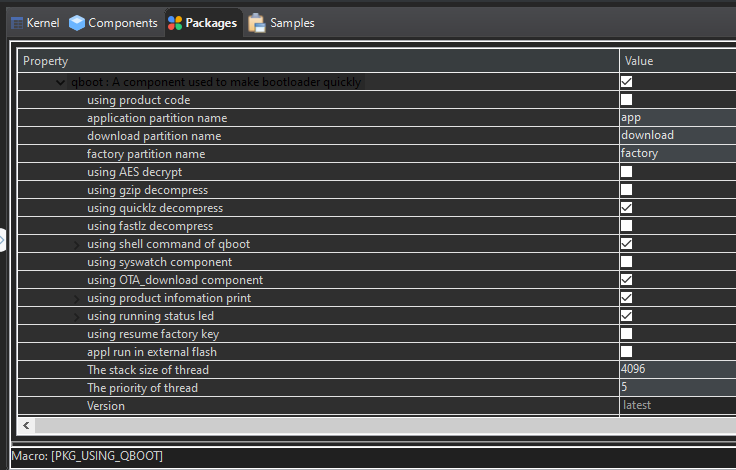 Kernel Components Packages Samples
Property Value
qboot : A component used to make bootloader quickly
using product code
application partition name app
download partition name download
factory partition name factory
using AES decrypt
using gzip decompress
using quicklz decompress
using fastlz decompress
using shell command of qboot
using syswatch component
using OTA_download component
using product infomation print
using running status led
using resume factory key
appl run in external flash
The stack size of thread 4096
The priority of thread 5
Version latest
Macro: [PKG_USING_QBOOT]